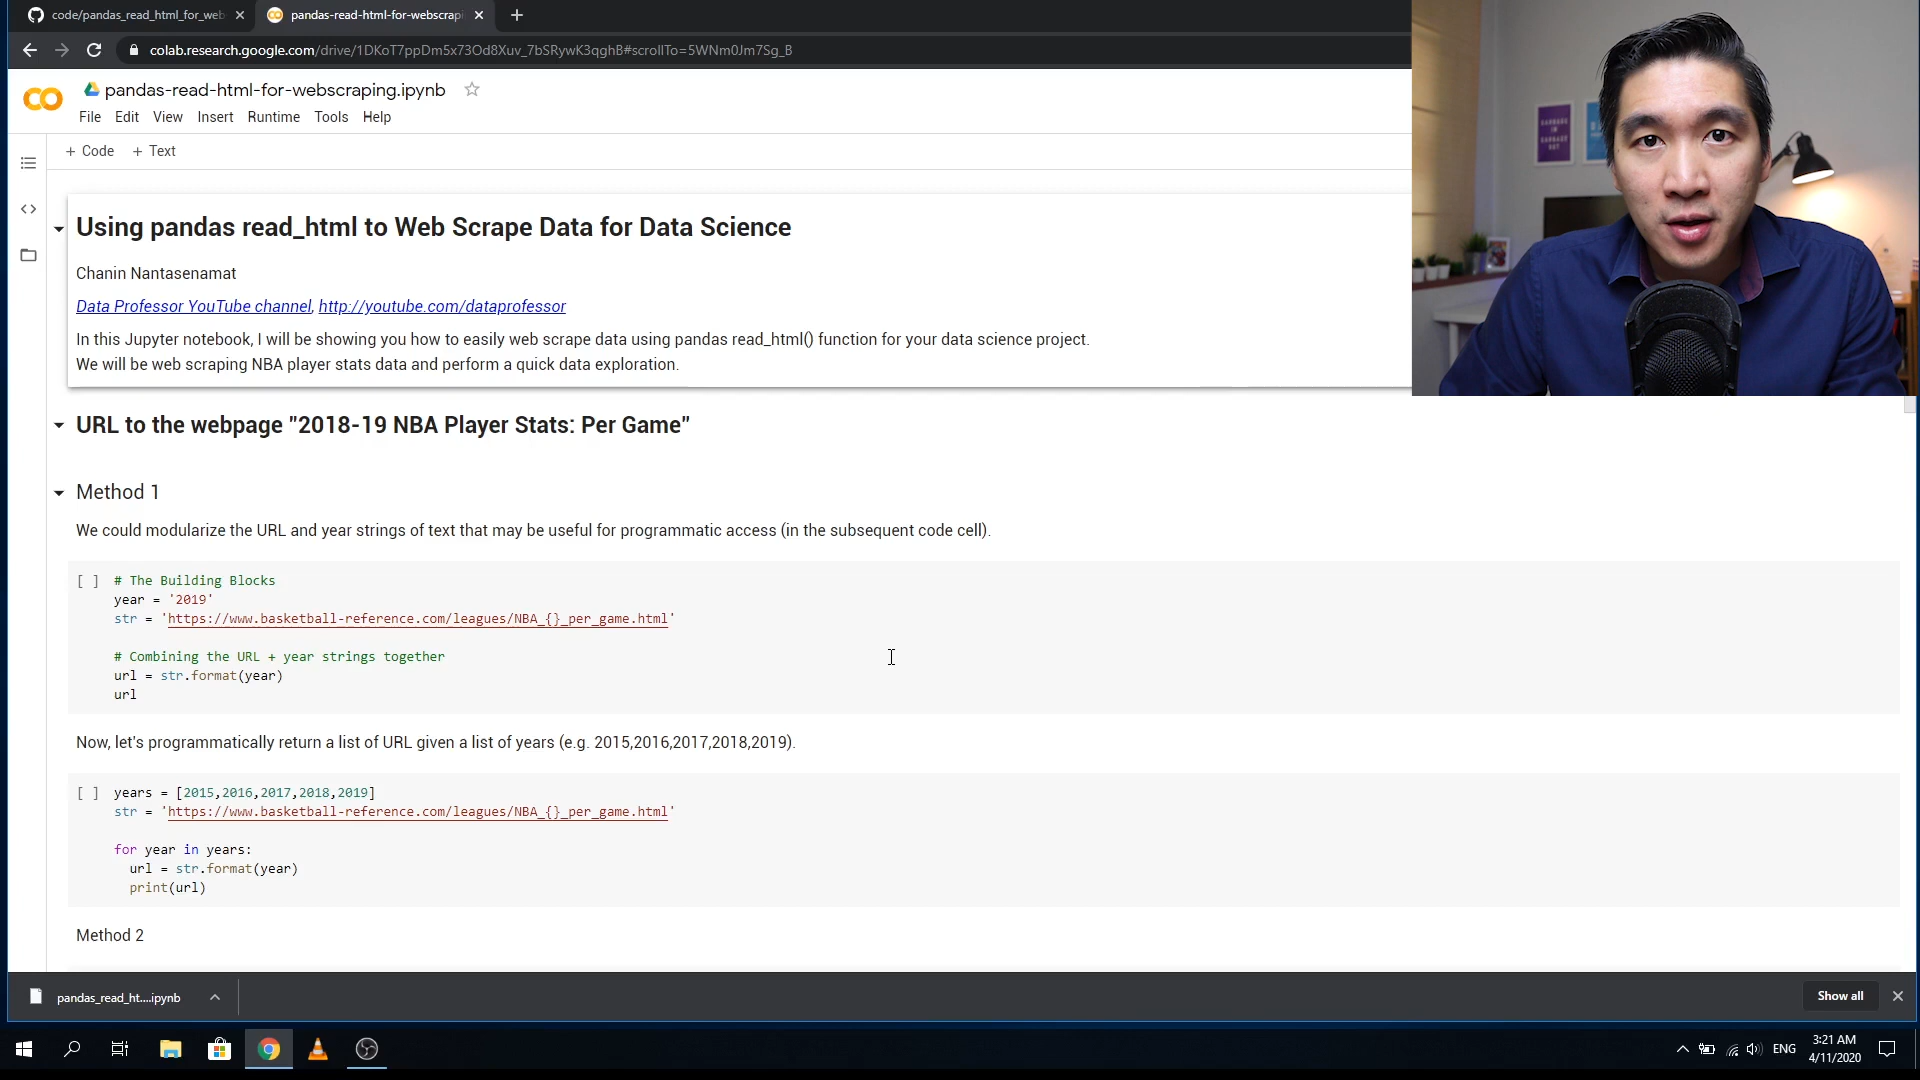 code/pandas_read_html_for_web
pandas-read-html-for-webscrapi
colab.research.google.com/drive/1DKoT7ppDm5x73Od8Xuv_7bSRywK3qghB#scrollTo=5WNm0Jm7Sg_B
pandas-read-html-for-webscraping.ipynb
File Edit View Insert Runtime Tools Help
+ Code + Text
Using pandas read_html to Web Scrape Data for Data Science
Chanin Nantasenamat
Data Professor YouTube channel, http://youtube.com/dataprofessor
In this Jupyter notebook, I will be showing you how to easily web scrape data using pandas read_html() function for your data science project.
We will be web scraping NBA player stats data and perform a quick data exploration.
URL to the webpage "2018-19 NBA Player Stats: Per Game"
Method 1
We could modularize the URL and year strings of text that may be useful for programmatic access (in the subsequent code cell).
[ ] # The Building Blocks
year = '2019'
str = 'https://www.basketball-reference.com/leagues/NBA_{}_per_game.html'
# Combining the URL + year strings together
url = str.format(year)
url
Now, let's programmatically return a list of URL given a list of years (e.g. 2015,2016,2017,2018,2019).
[ ] years = [2015,2016,2017,2018,2019]
str = 'https://www.basketball-reference.com/leagues/NBA_{}_per_game.html'
for year in years:
url = str.format(year)
print(url)
Method 2
pandas_read_ht....ipynb
Show all
ENG
3:21 AM
4/11/2020